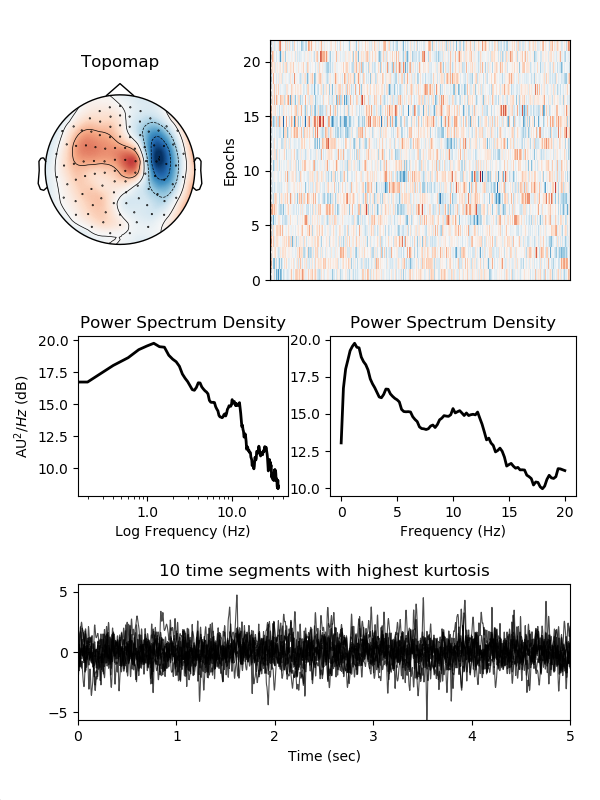 Topomap
Epochs
20
15
10
5
0
Power Spectrum Density
AU²/Hz (dB)
20.0
17.5
15.0
12.5
10.0
1.0 10.0
Log Frequency (Hz)
Power Spectrum Density
20.0
17.5
15.0
12.5
10.0
0 5 10 15 20
Frequency (Hz)
10 time segments with highest kurtosis
5
0
−5
0 1 2 3 4 5
Time (sec)